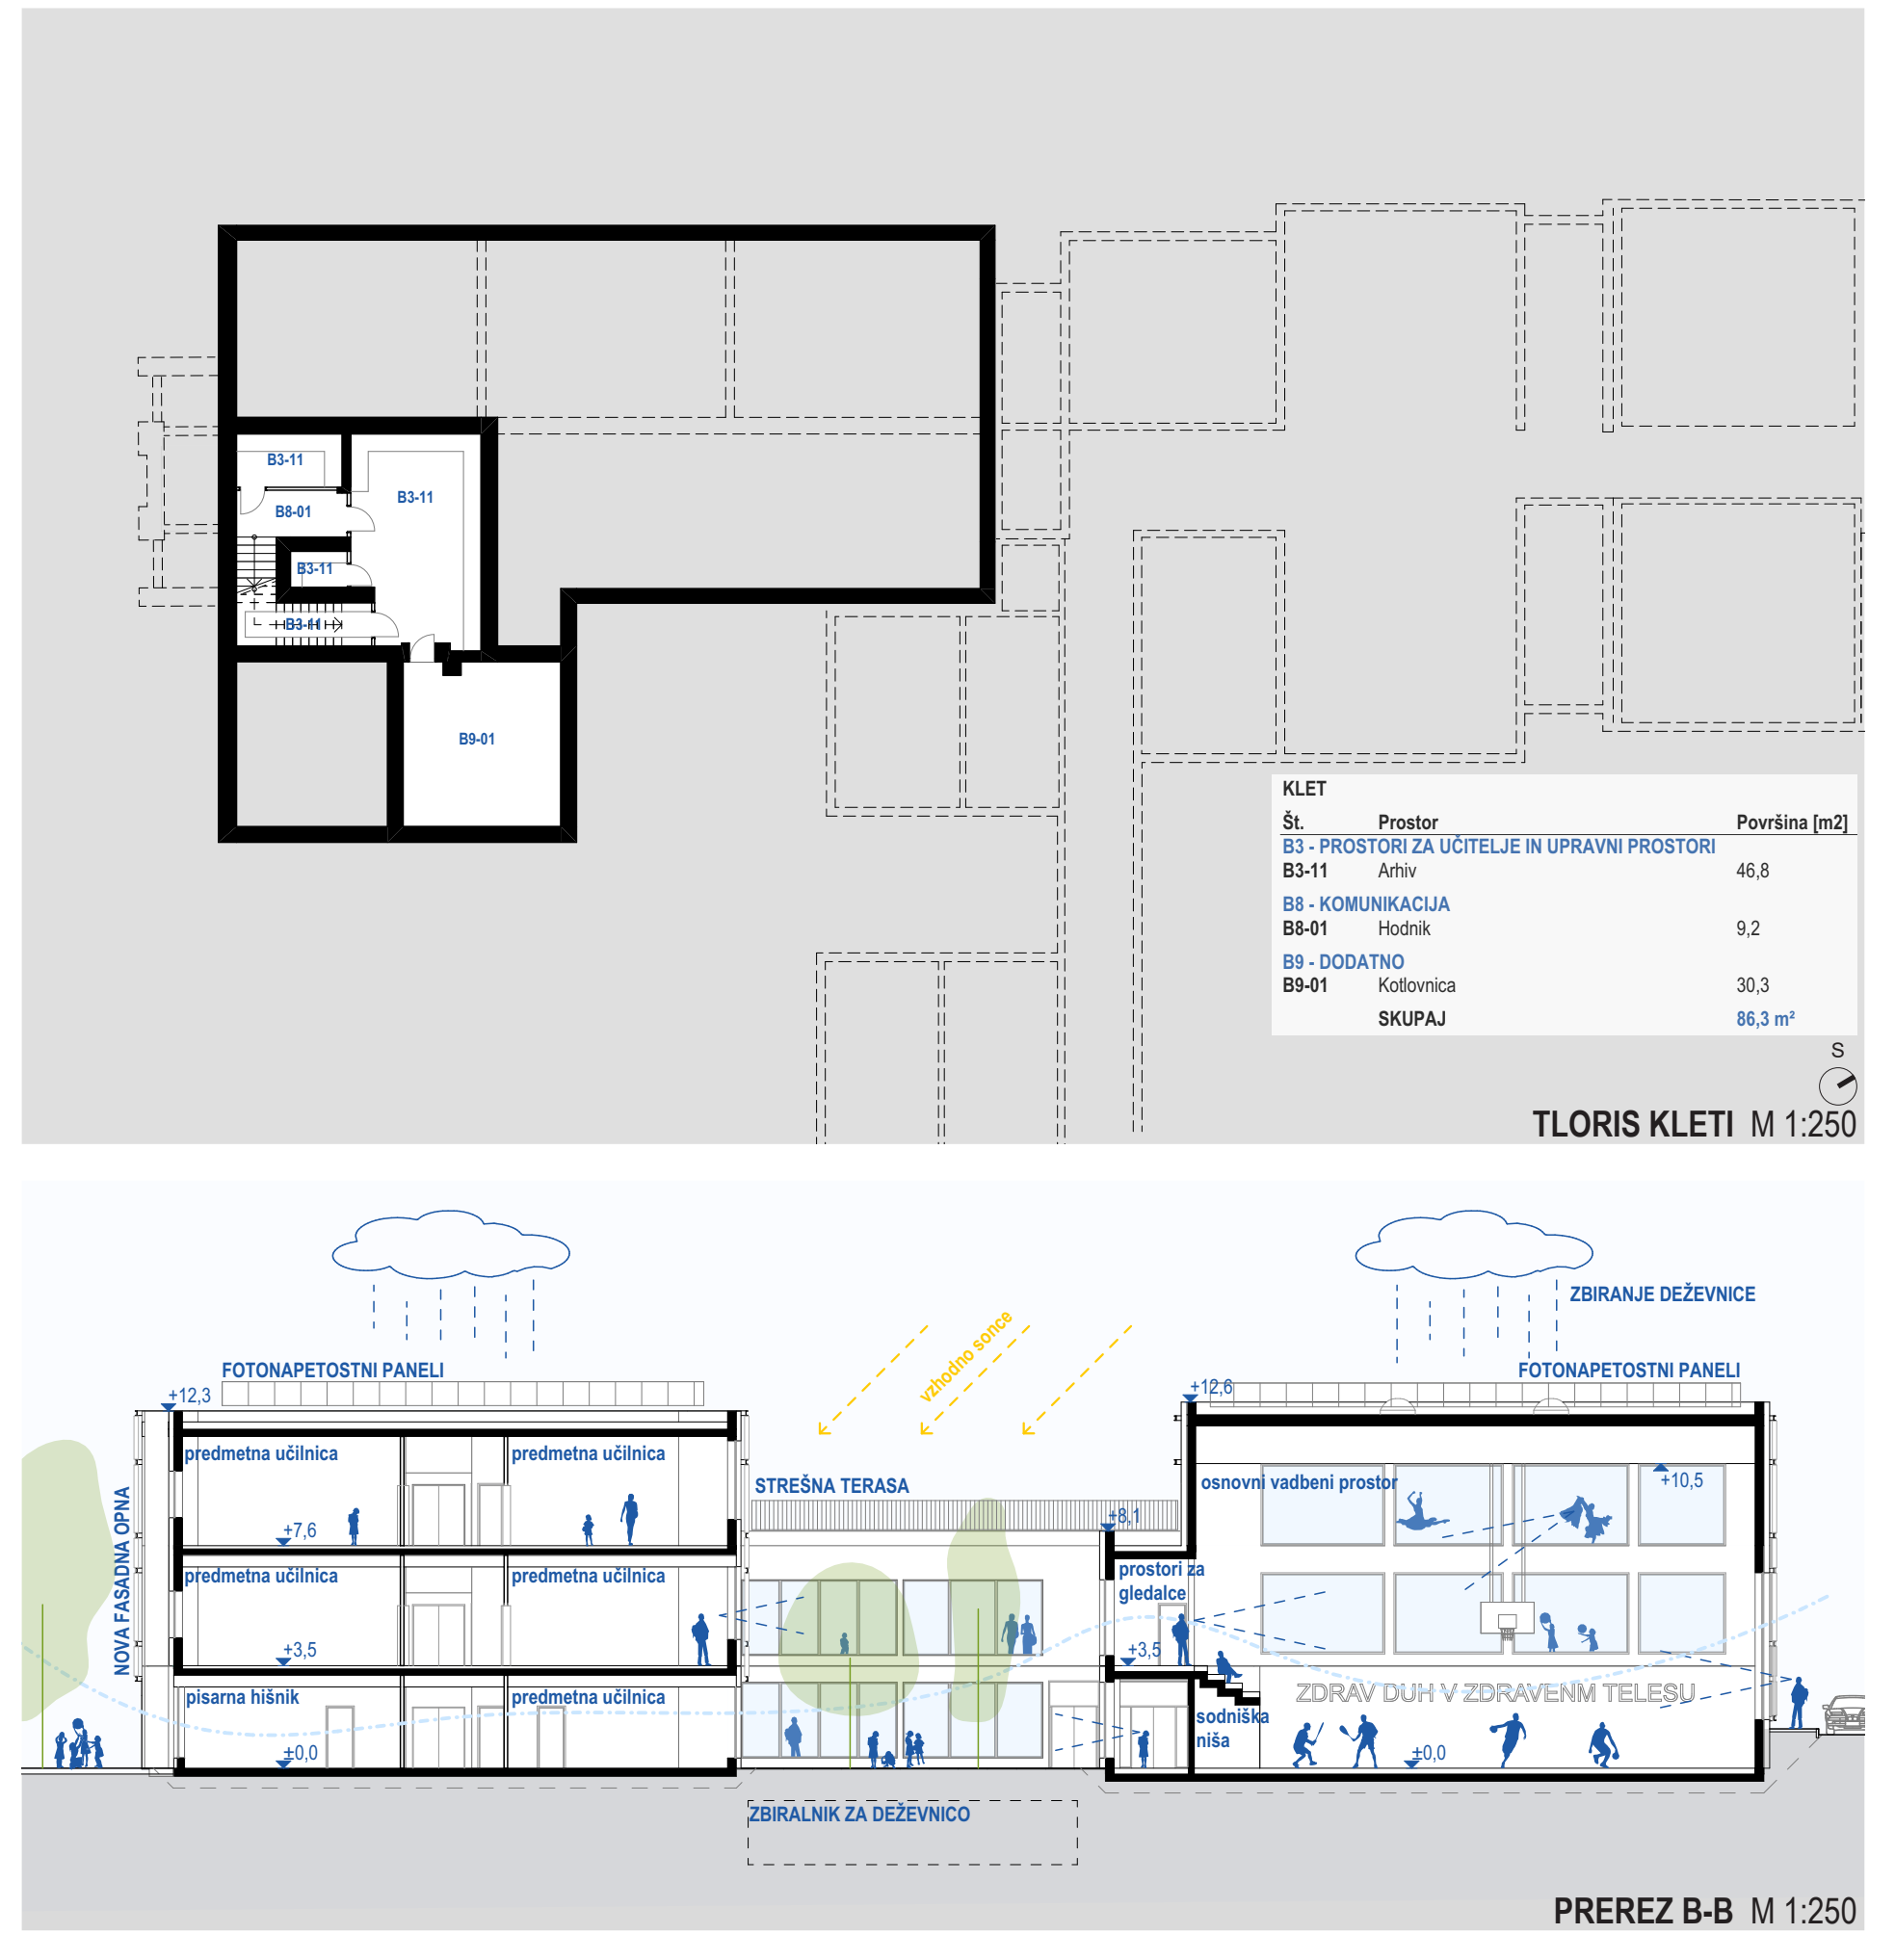 B3-11
B3-11
B8-01
B3-11
B3-11
B9-01
KLET
Št. Prostor Površina [m2]
B3 - PROSTORI ZA UČITELJE IN UPRAVNI PROSTORI
B3-11 Arhiv 46,8
B8 - KOMUNIKACIJA
B8-01 Hodnik 9,2
B9 - DODATNO
B9-01 Kotlovnica 30,3
SKUPAJ 86,3 m²
S
TLORIS KLETI M 1:250
ZBIRANJE DEŽEVNICE
vzhodno sonce
FOTONAPETOSTNI PANELI
FOTONAPETOSTNI PANELI
+12,3
+12,6
predmetna učilnica
predmetna učilnica
STREŠNA TERASA
osnovni vadbeni prostor
+10,5
NOVA FASADNA OPNA
+7,6
+8,1
predmetna učilnica
predmetna učilnica
prostori za
gledalce
+3,5
+3,5
pisarna hišnik
predmetna učilnica
ZDRAV DUH V ZDRAVENM TELESU
sodniška
niša
±0,0
±0,0
ZBIRALNIK ZA DEŽEVNICO
PREREZ B-B M 1:250